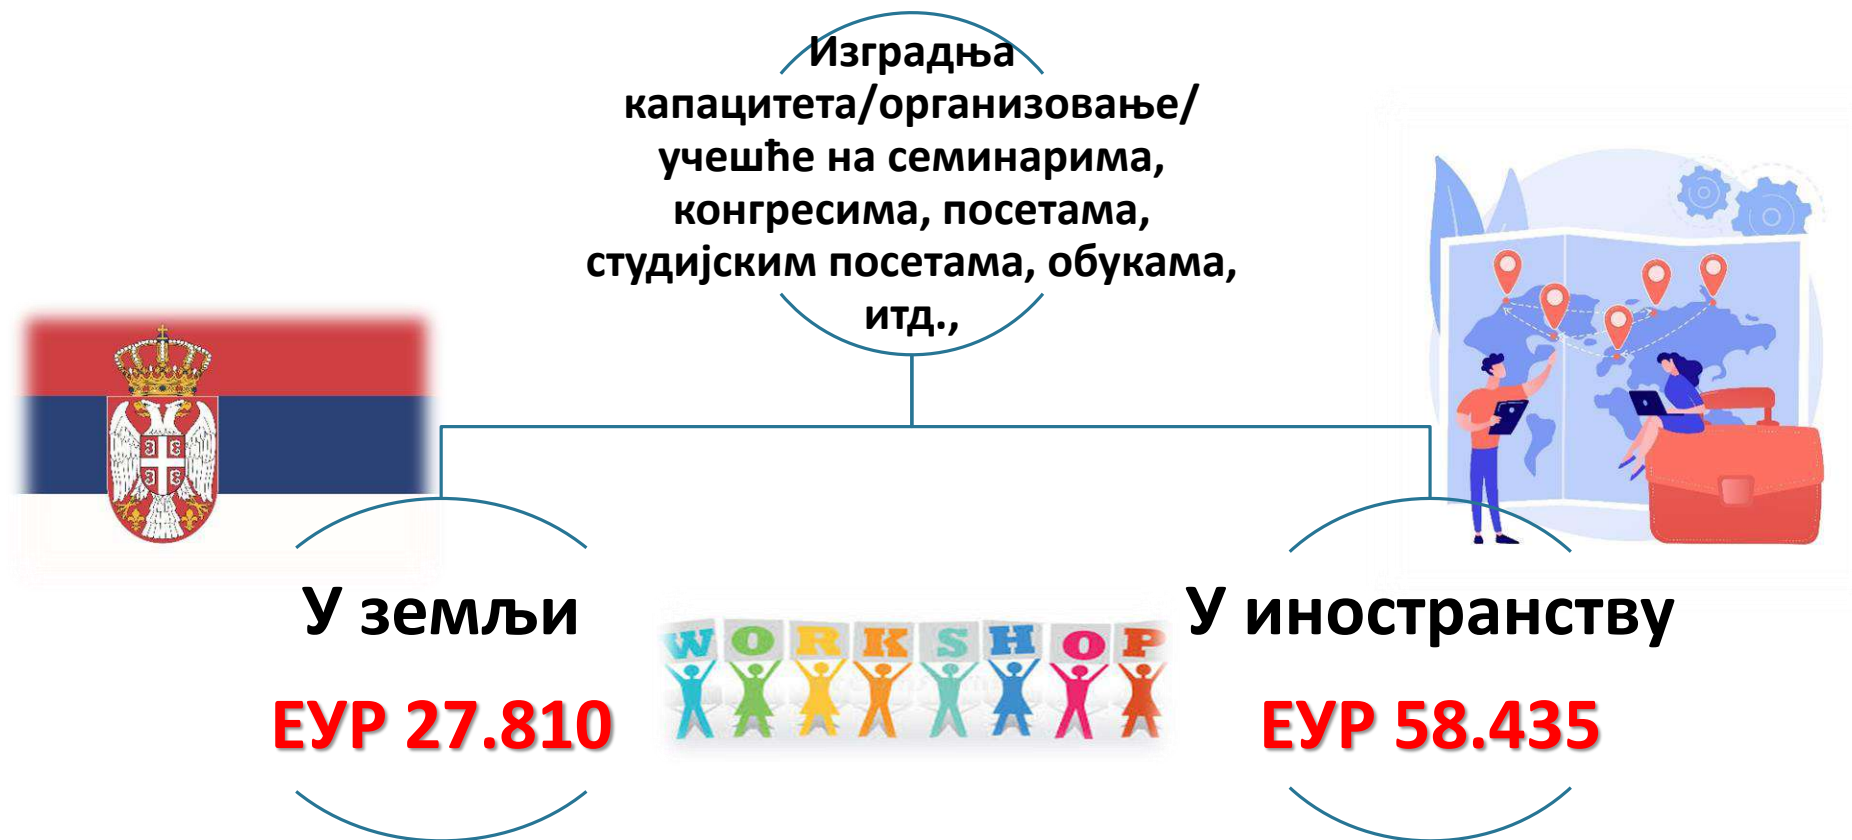 Изградња
капацитета/организовање/
учешће на семинарима,
конгресима, посетама,
студијским посетама, обукама,
итд.,
У земљи
ЕУР 27.810
WORKSHOP
У иностранству
ЕУР 58.435